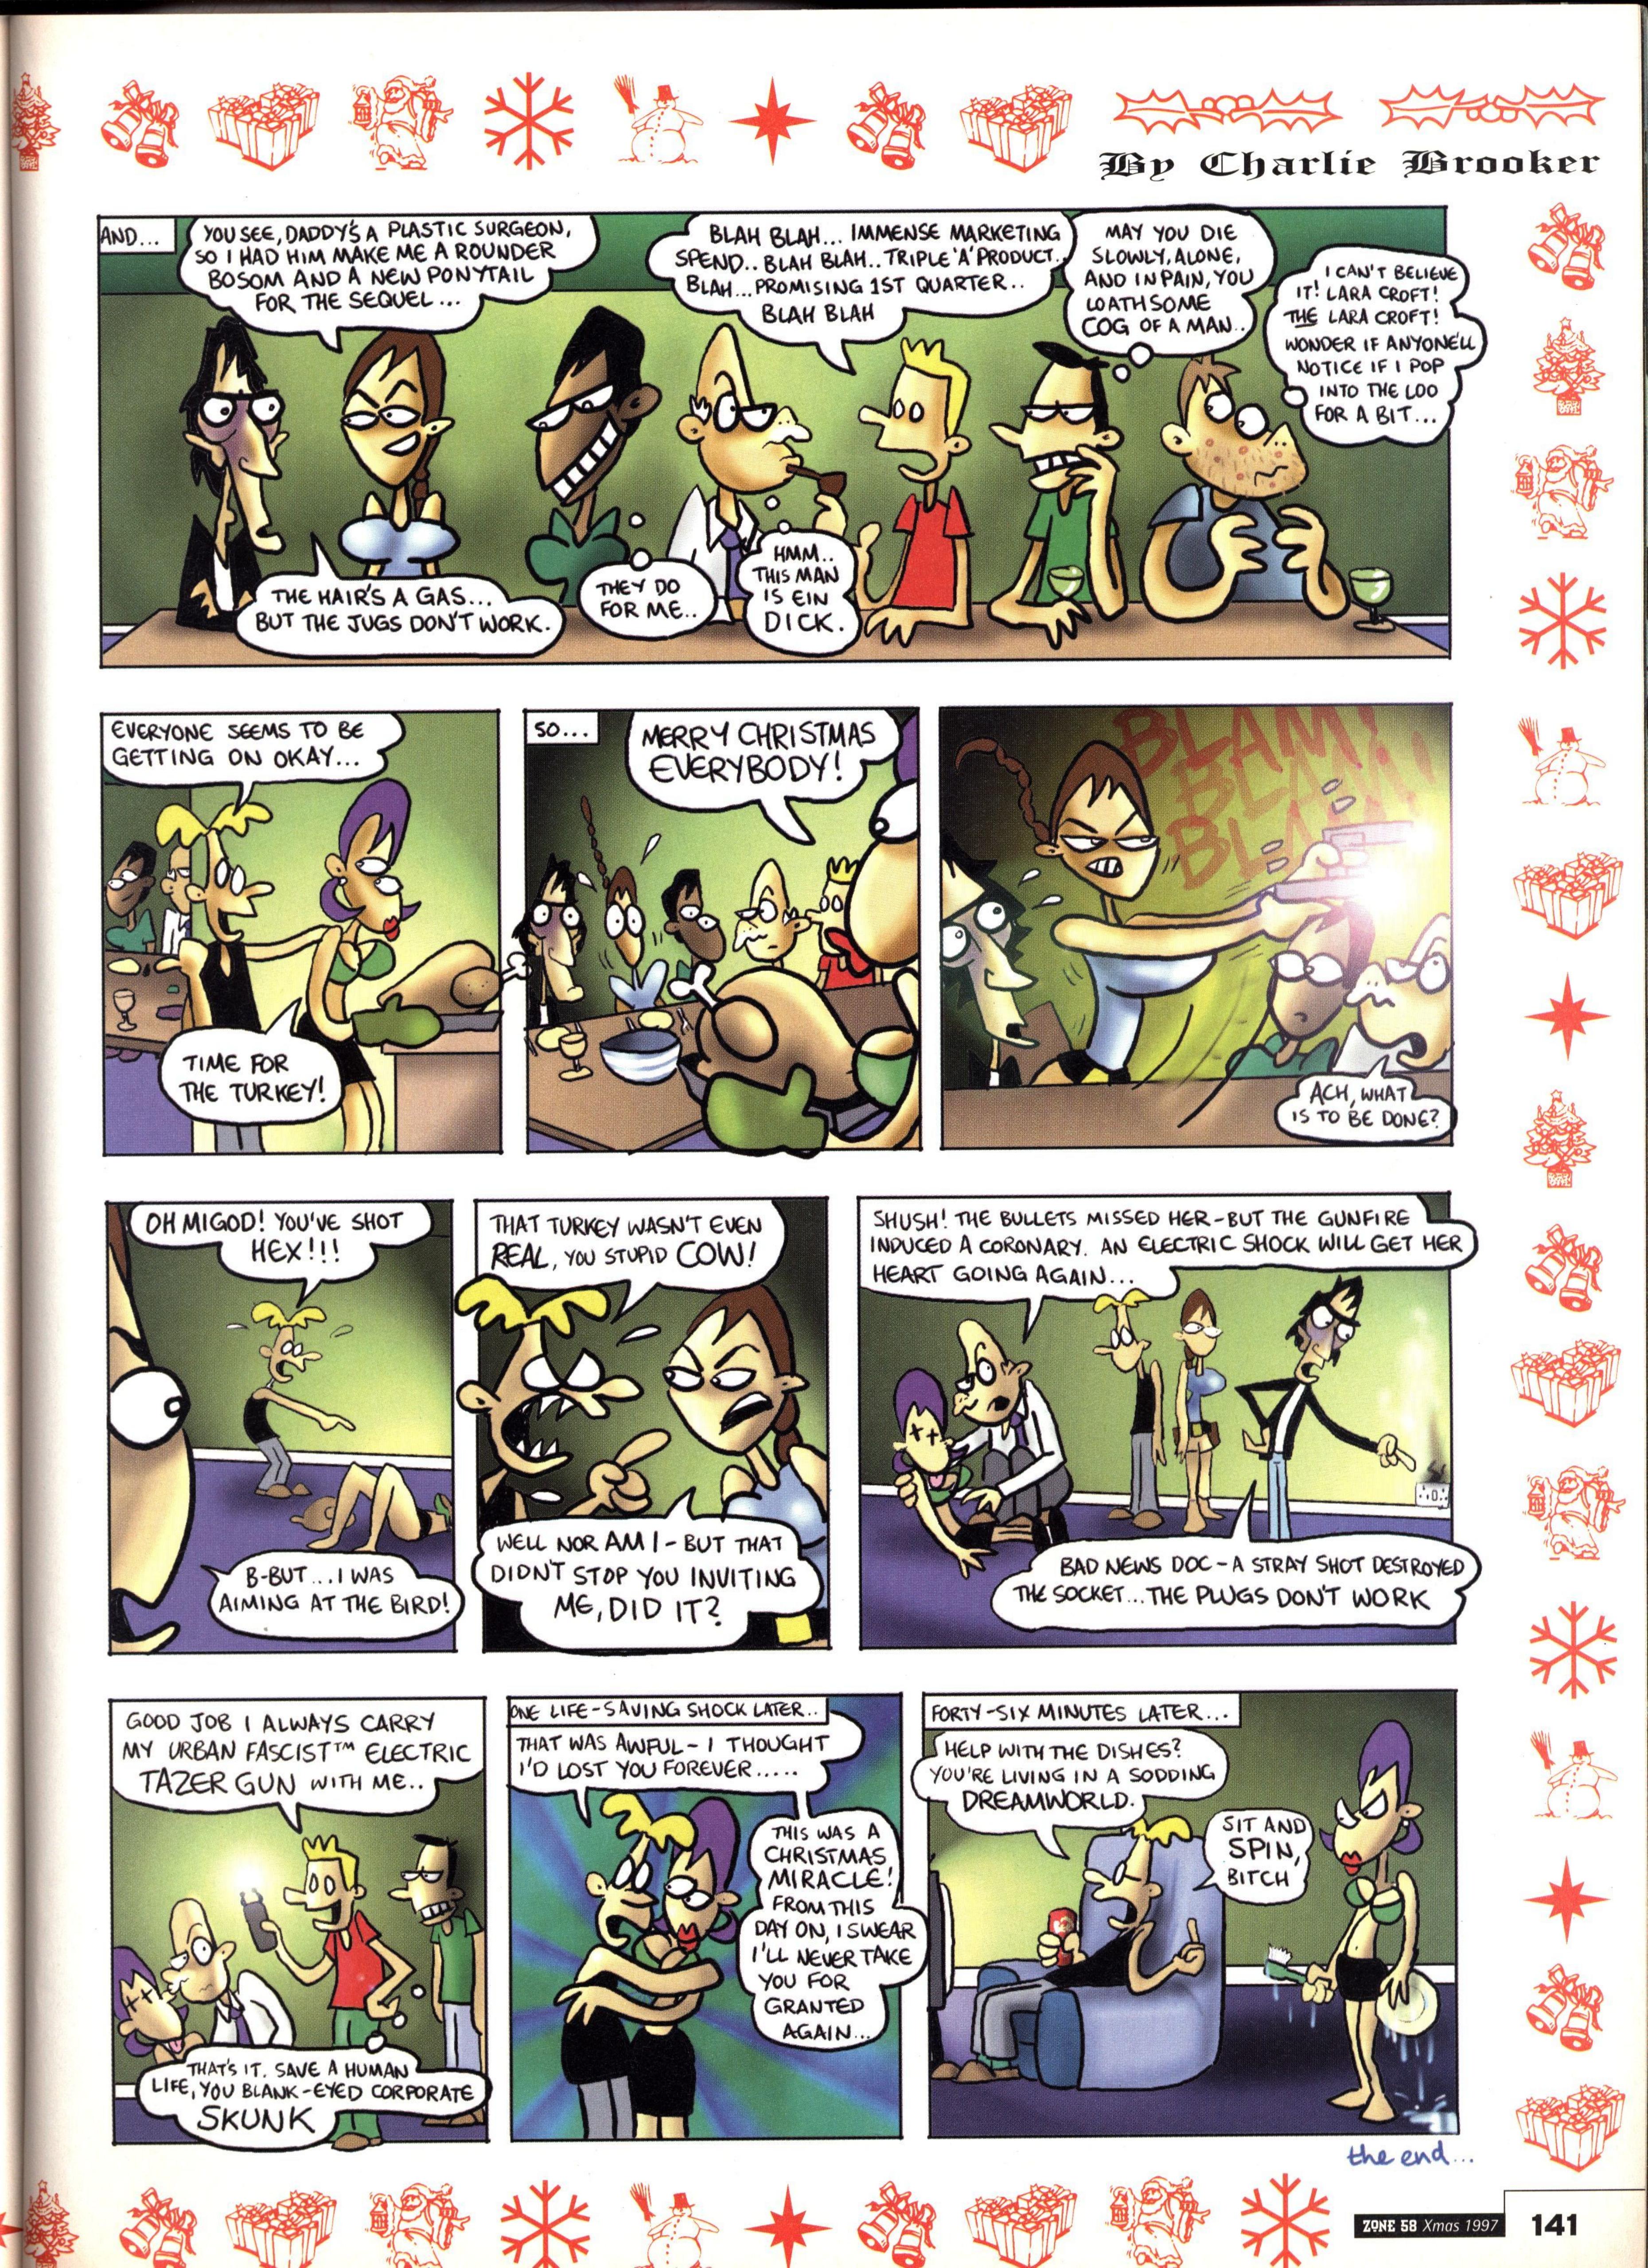 By Charlie Brooker
AND...
YOU SEE, DADDY'S A PLASTIC SURGEON,
SO I HAD HIM MAKE ME A ROUNDER
BOSOM AND A NEW PONYTAIL
FOR THE SEQUEL...
THE HAIR'S A GAS...
BUT THE JUGS DON'T WORK.
THEY DO
FOR ME..
BLAH BLAH... IMMENSE MARKETING
SPEND.. BLAH BLAH.. TRIPLE 'A' PRODUCT..
BLAH... PROMISING 1ST QUARTER..
BLAH BLAH
HMM..
THIS MAN
IS EIN
DICK.
MAY YOU DIE
SLOWLY, ALONE,
AND IN PAIN, YOU
LOATHSOME
COG OF A MAN..
I CAN'T BELIEVE
IT! LARA CROFT!
THE LARA CROFT!
WONDER IF ANYONE'LL
NOTICE IF I POP
INTO THE LOO
FOR A BIT...
EVERYONE SEEMS TO BE
GETTING ON OKAY...
TIME FOR
THE TURKEY!
SO...
MERRY CHRISTMAS
EVERYBODY!
BLAM!
BLAM!
BLAM!
ACH, WHAT
IS TO BE DONE?
OH MIGOD! YOU'VE SHOT
HEX!!!
B-BUT... I WAS
AIMING AT THE BIRD!
THAT TURKEY WASN'T EVEN
REAL, YOU STUPID COW!
WELL NOR AM I - BUT THAT
DIDN'T STOP YOU INVITING
ME, DID IT?
SHUSH! THE BULLETS MISSED HER - BUT THE GUNFIRE
INDUCED A CORONARY. AN ELECTRIC SHOCK WILL GET HER
HEART GOING AGAIN...
BAD NEWS DOC - A STRAY SHOT DESTROYED
THE SOCKET... THE PLUGS DON'T WORK
GOOD JOB I ALWAYS CARRY
MY URBAN FASCIST™ ELECTRIC
TAZER GUN WITH ME..
THAT'S IT. SAVE A HUMAN
LIFE, YOU BLANK-EYED CORPORATE
SKUNK
ONE LIFE-SAVING SHOCK LATER..
THAT WAS AWFUL - I THOUGHT
I'D LOST YOU FOREVER.....
THIS WAS A
CHRISTMAS
MIRACLE!
FROM THIS
DAY ON, I SWEAR
I'LL NEVER TAKE
YOU FOR
GRANTED
AGAIN...
FORTY-SIX MINUTES LATER...
HELP WITH THE DISHES?
YOU'RE LIVING IN A SODDING
DREAMWORLD.
SIT AND
SPIN,
BITCH
the end...
ZONE 58 Xmas 1997 141